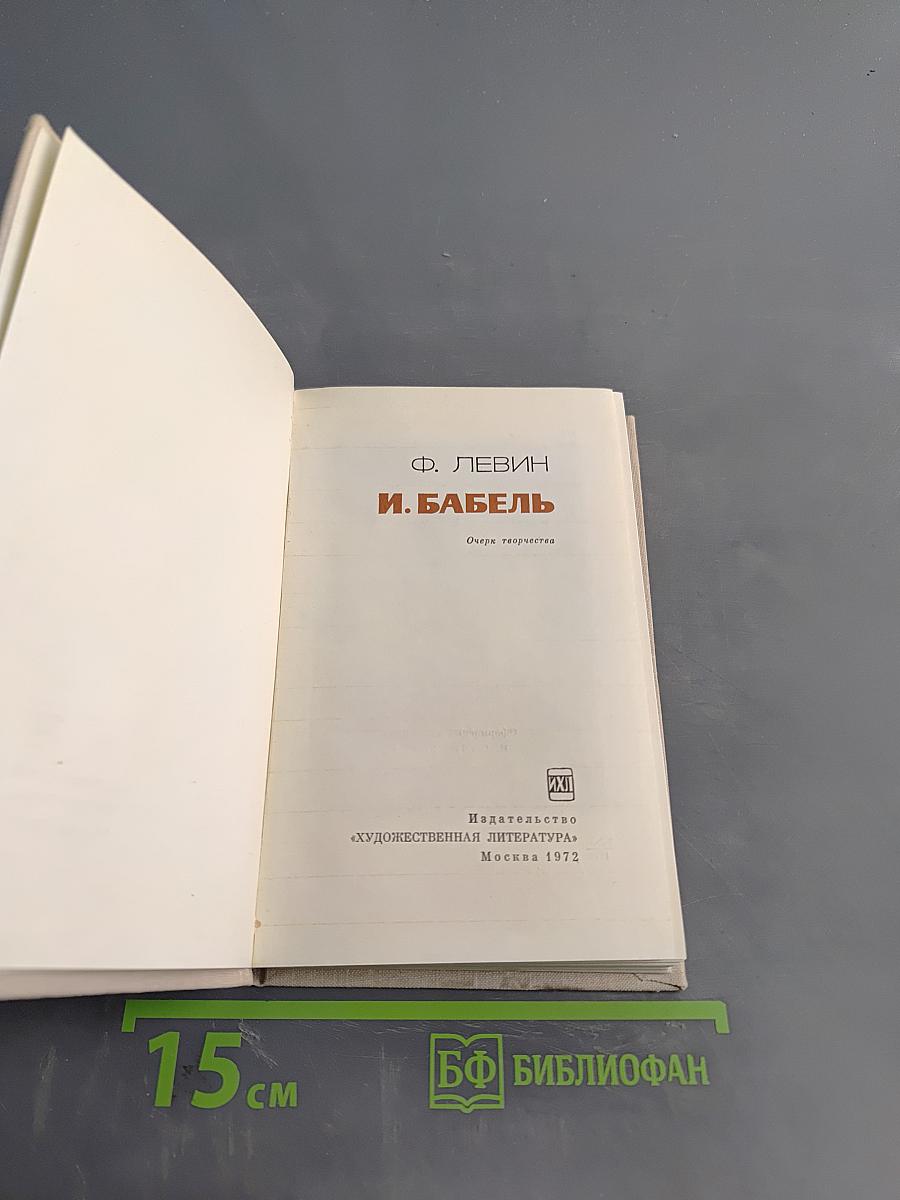 Ф. ЛЕВИН
И. БАБЕЛЬ
Очерк творчества
ИХЛ
Издательство
«ХУДОЖЕСТВЕННАЯ ЛИТЕРАТУРА»
Москва 1972
15 см
БФ БИБЛИОФАН